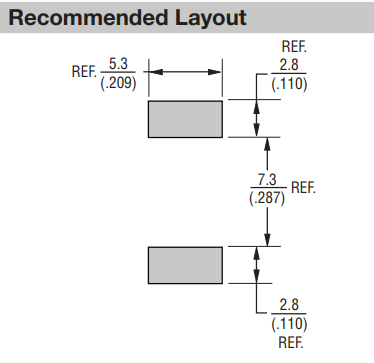 Recommended Layout
REF.
5.3
(.209)
REF.
2.8
(.110)
7.3
(.287)
REF.
2.8
(.110)
REF.